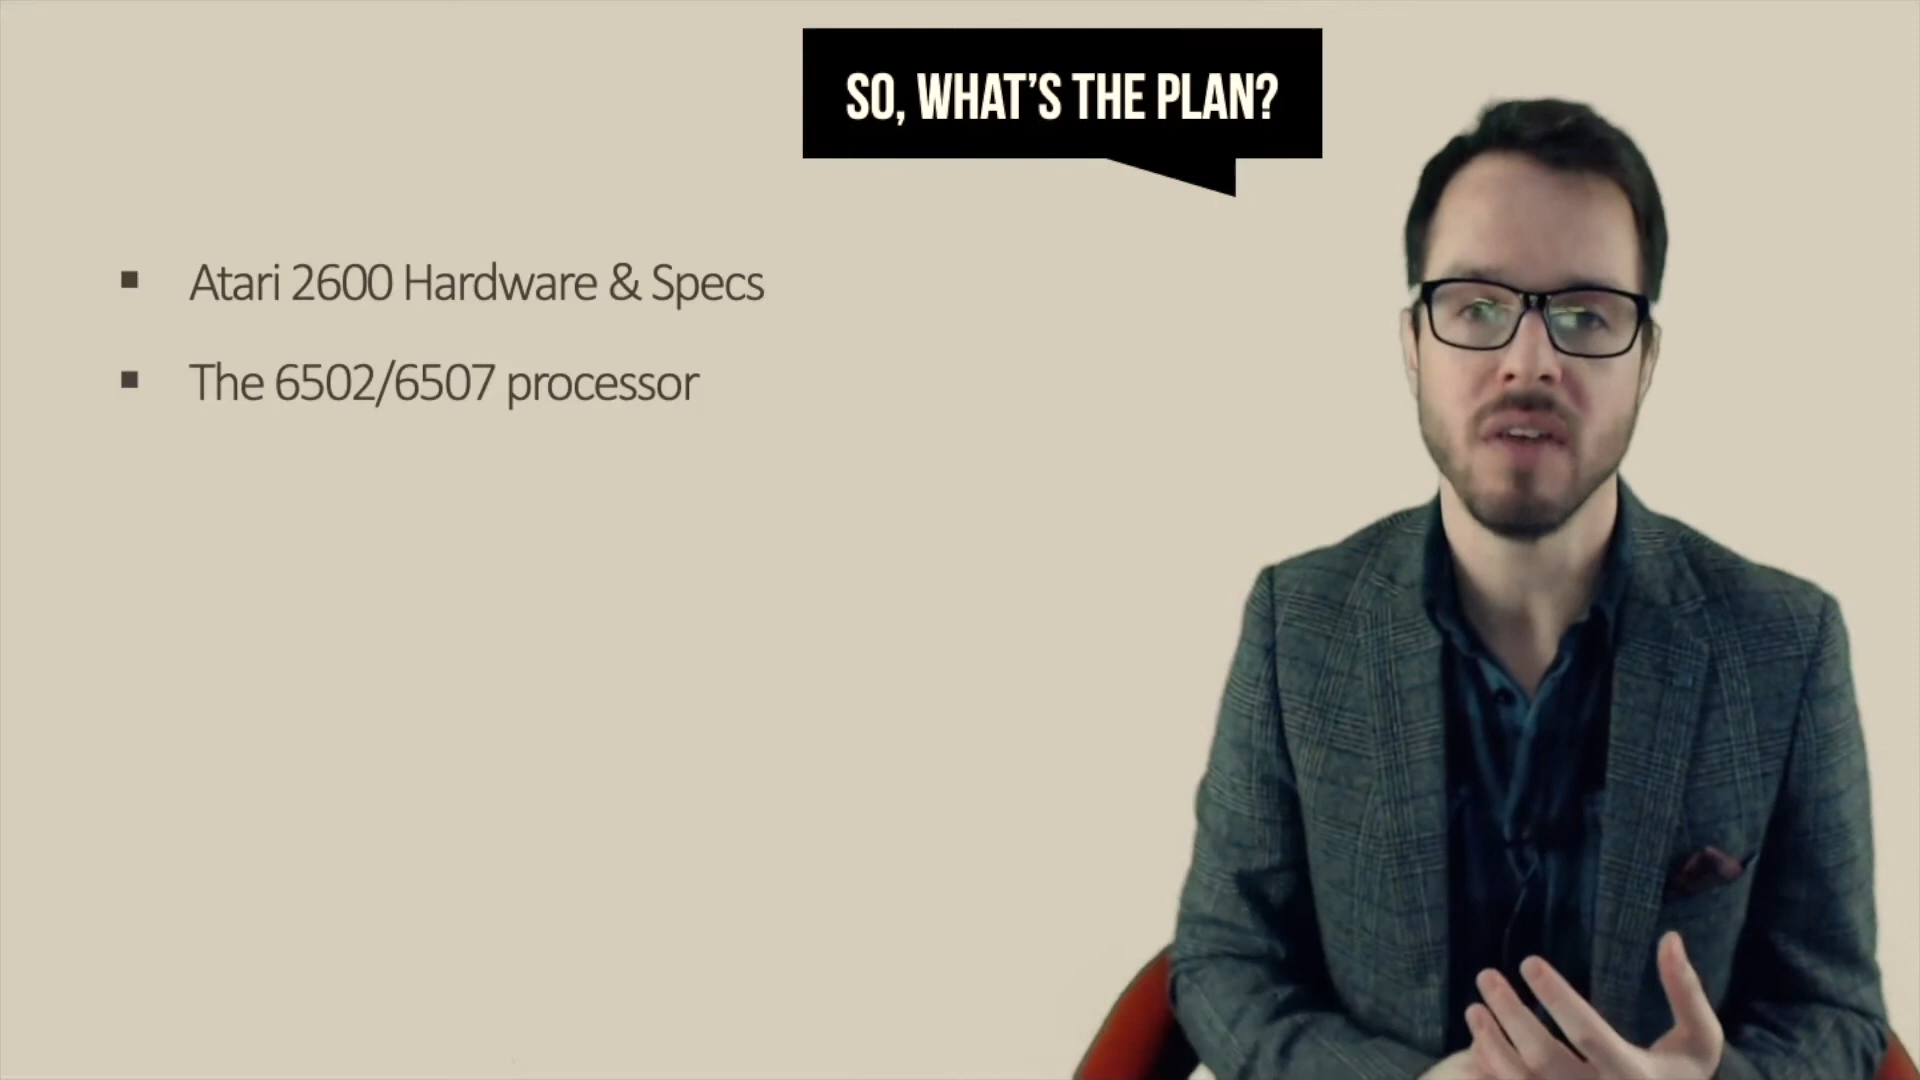 SO, WHAT’S THE PLAN?
Atari 2600 Hardware & Specs
The 6502/6507 processor